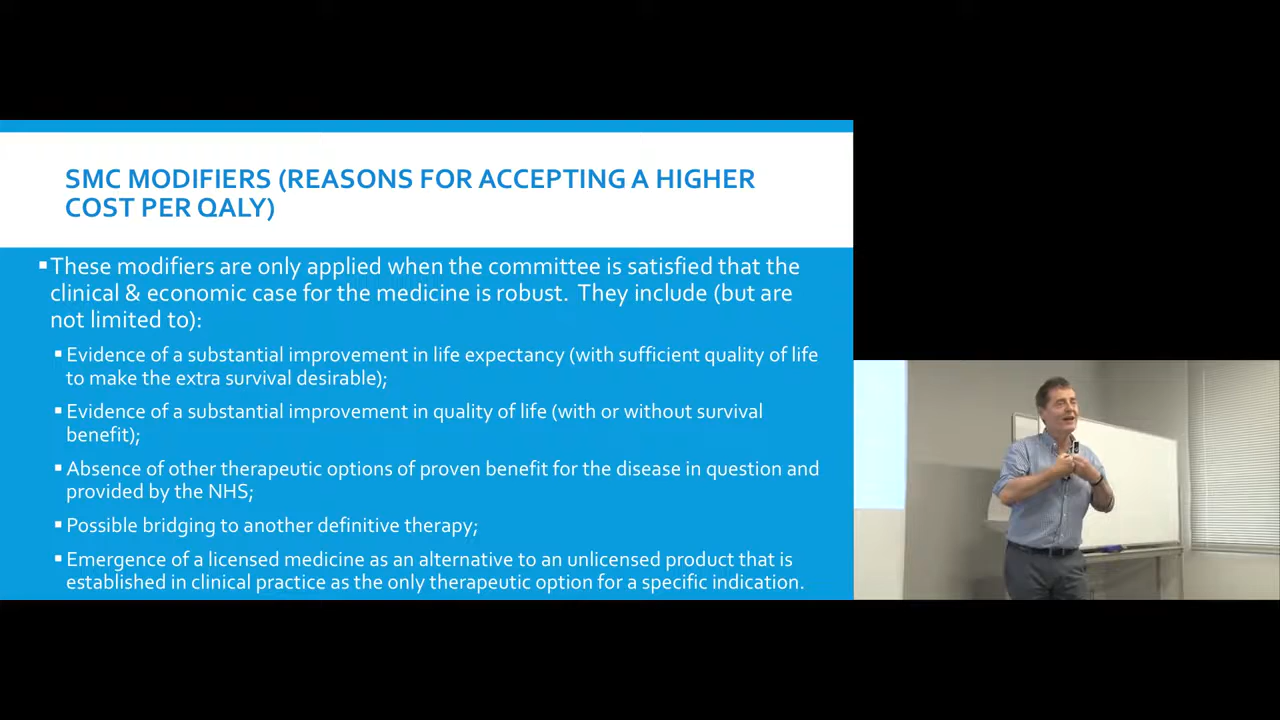 SMC MODIFIERS (REASONS FOR ACCEPTING A HIGHER
COST PER QALY)
▪These modifiers are only applied when the committee is satisfied that the
clinical & economic case for the medicine is robust. They include (but are
not limited to):
▪Evidence of a substantial improvement in life expectancy (with sufficient quality of life
to make the extra survival desirable);
▪Evidence of a substantial improvement in quality of life (with or without survival
benefit);
▪Absence of other therapeutic options of proven benefit for the disease in question and
provided by the NHS;
▪Possible bridging to another definitive therapy;
▪Emergence of a licensed medicine as an alternative to an unlicensed product that is
established in clinical practice as the only therapeutic option for a specific indication.